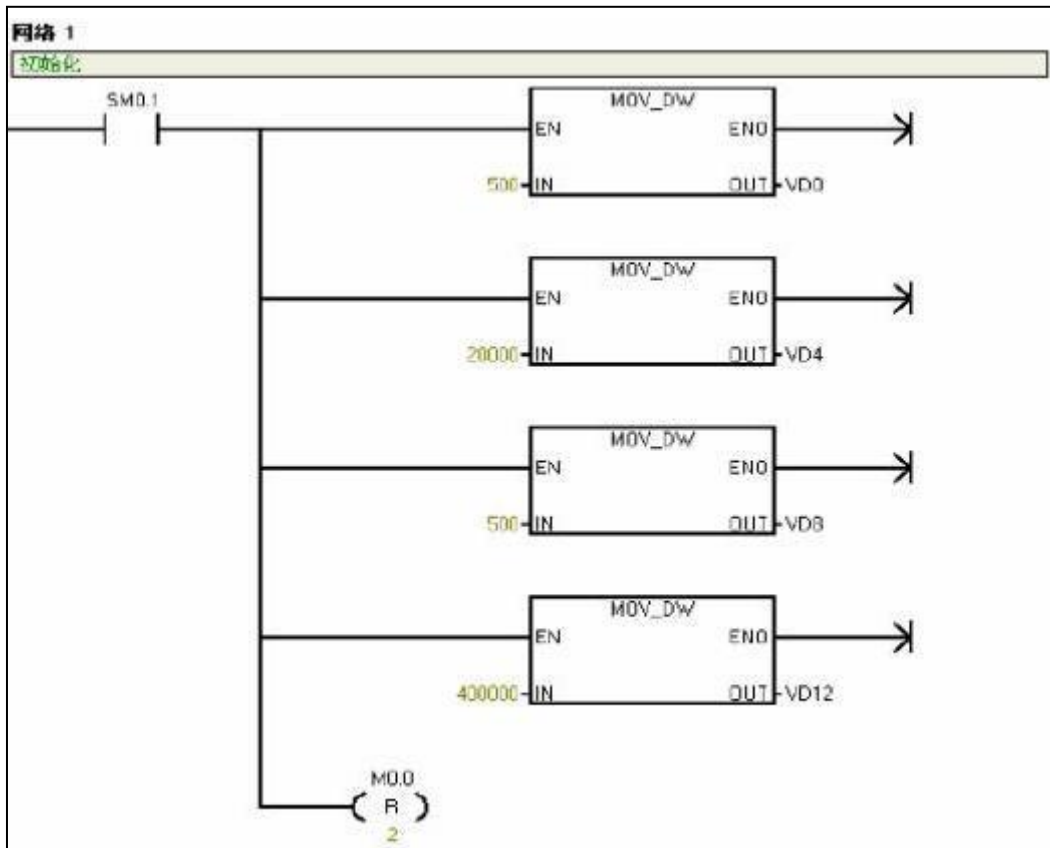 网络 1
初始化
SM0.1
MOV_DW
EN ENO
500 IN OUT VD0
MOV_DW
EN ENO
20000 IN OUT VD4
MOV_DW
EN ENO
500 IN OUT VD8
MOV_DW
EN ENO
400000 IN OUT VD12
M0.0
R
2